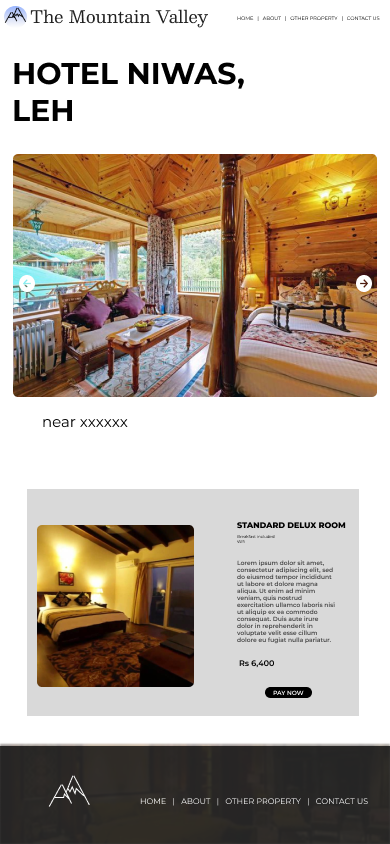 The Mountain Valley
HOME | ABOUT | OTHER PROPERTY | CONTACT US
HOTEL NIWAS,
LEH
near xxxxxx
STANDARD DELUX ROOM
Breakfast included
WiFi
Lorem ipsum dolor sit amet,
consectetur adipiscing elit, sed
do eiusmod tempor incididunt
ut labore et dolore magna
aliqua. Ut enim ad minim
veniam, quis nostrud
exercitation ullamco laboris nisi
ut aliquip ex ea commodo
consequat. Duis aute irure
dolor in reprehenderit in
voluptate velit esse cillum
dolore eu fugiat nulla pariatur.
Rs 6,400
PAY NOW
HOME | ABOUT | OTHER PROPERTY | CONTACT US